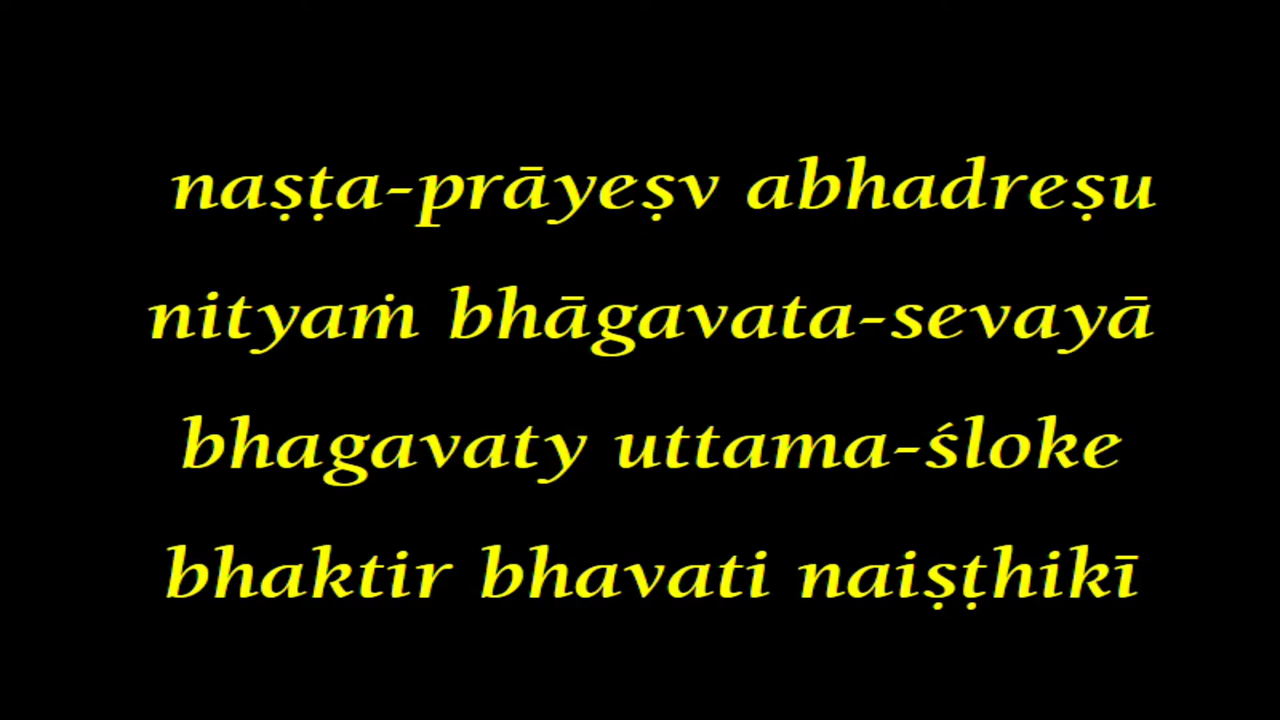 naṣṭa-prāyeṣv abhadreṣu
nityaṁ bhāgavata-sevayā
bhagavaty uttama-śloke
bhaktir bhavati naiṣṭhikī